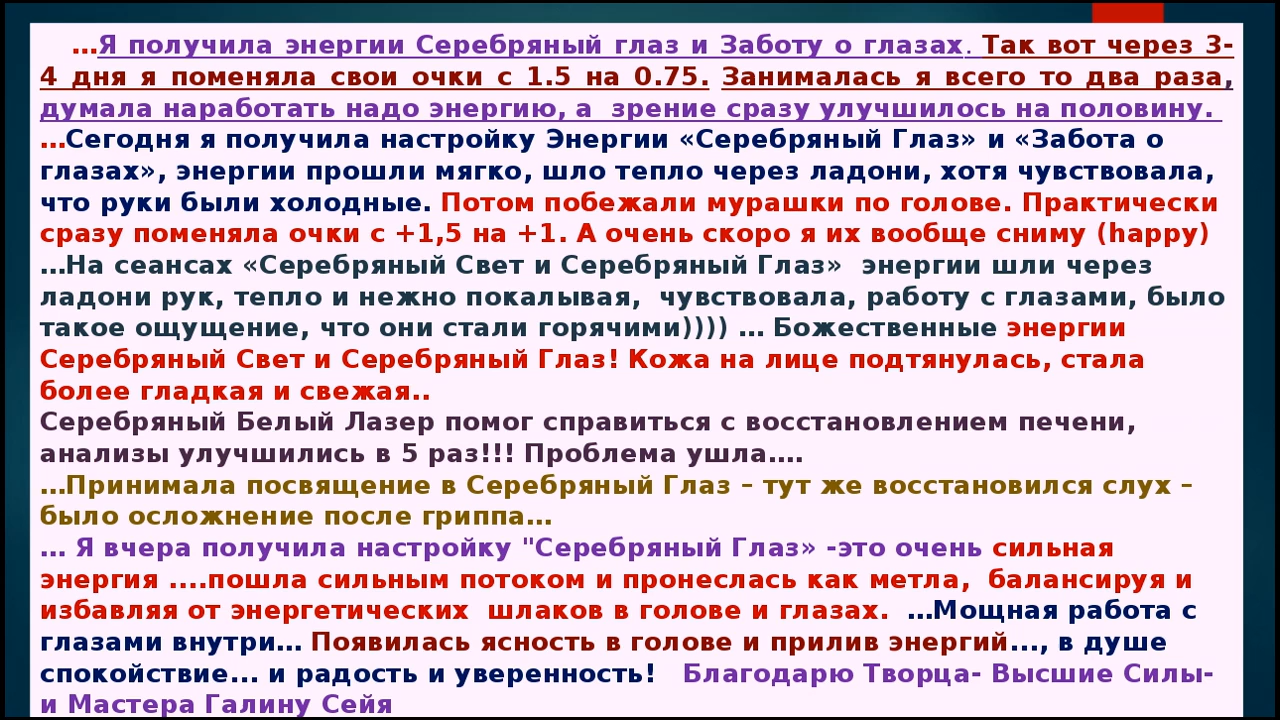 …Я получила энергии Серебряный глаз и Заботу о глазах. Так вот через 3-
4 дня я поменяла свои очки с 1.5 на 0.75. Занималась я всего то два раза,
думала наработать надо энергию, а  зрение сразу улучшилось на половину.
…Сегодня я получила настройку Энергии «Серебряный Глаз» и «Забота о
глазах», энергии прошли мягко, шло тепло через ладони, хотя чувствовала,
что руки были холодные. Потом побежали мурашки по голове. Практически
сразу поменяла очки с +1,5 на +1. А очень скоро я их вообще сниму (happy)
…На сеансах «Серебряный Свет и Серебряный Глаз»  энергии шли через
ладони рук, тепло и нежно покалывая,  чувствовала, работу с глазами, было
такое ощущение, что они стали горячими)))) … Божественные энергии
Серебряный Свет и Серебряный Глаз! Кожа на лице подтянулась, стала
более гладкая и свежая..
Серебряный Белый Лазер помог справиться с восстановлением печени,
анализы улучшились в 5 раз!!! Проблема ушла….
…Принимала посвящение в Серебряный Глаз – тут же восстановился слух –
было осложнение после гриппа…
… Я вчера получила настройку "Серебряный Глаз» -это очень сильная
энергия ....пошла сильным потоком и пронеслась как метла,  балансируя и
избавляя от энергетических  шлаков в голове и глазах.  …Мощная работа с
глазами внутри… Появилась ясность в голове и прилив энергий..., в душе
спокойствие... и радость и уверенность!   Благодарю Творца- Высшие Силы-
и Мастера Галину Сейя